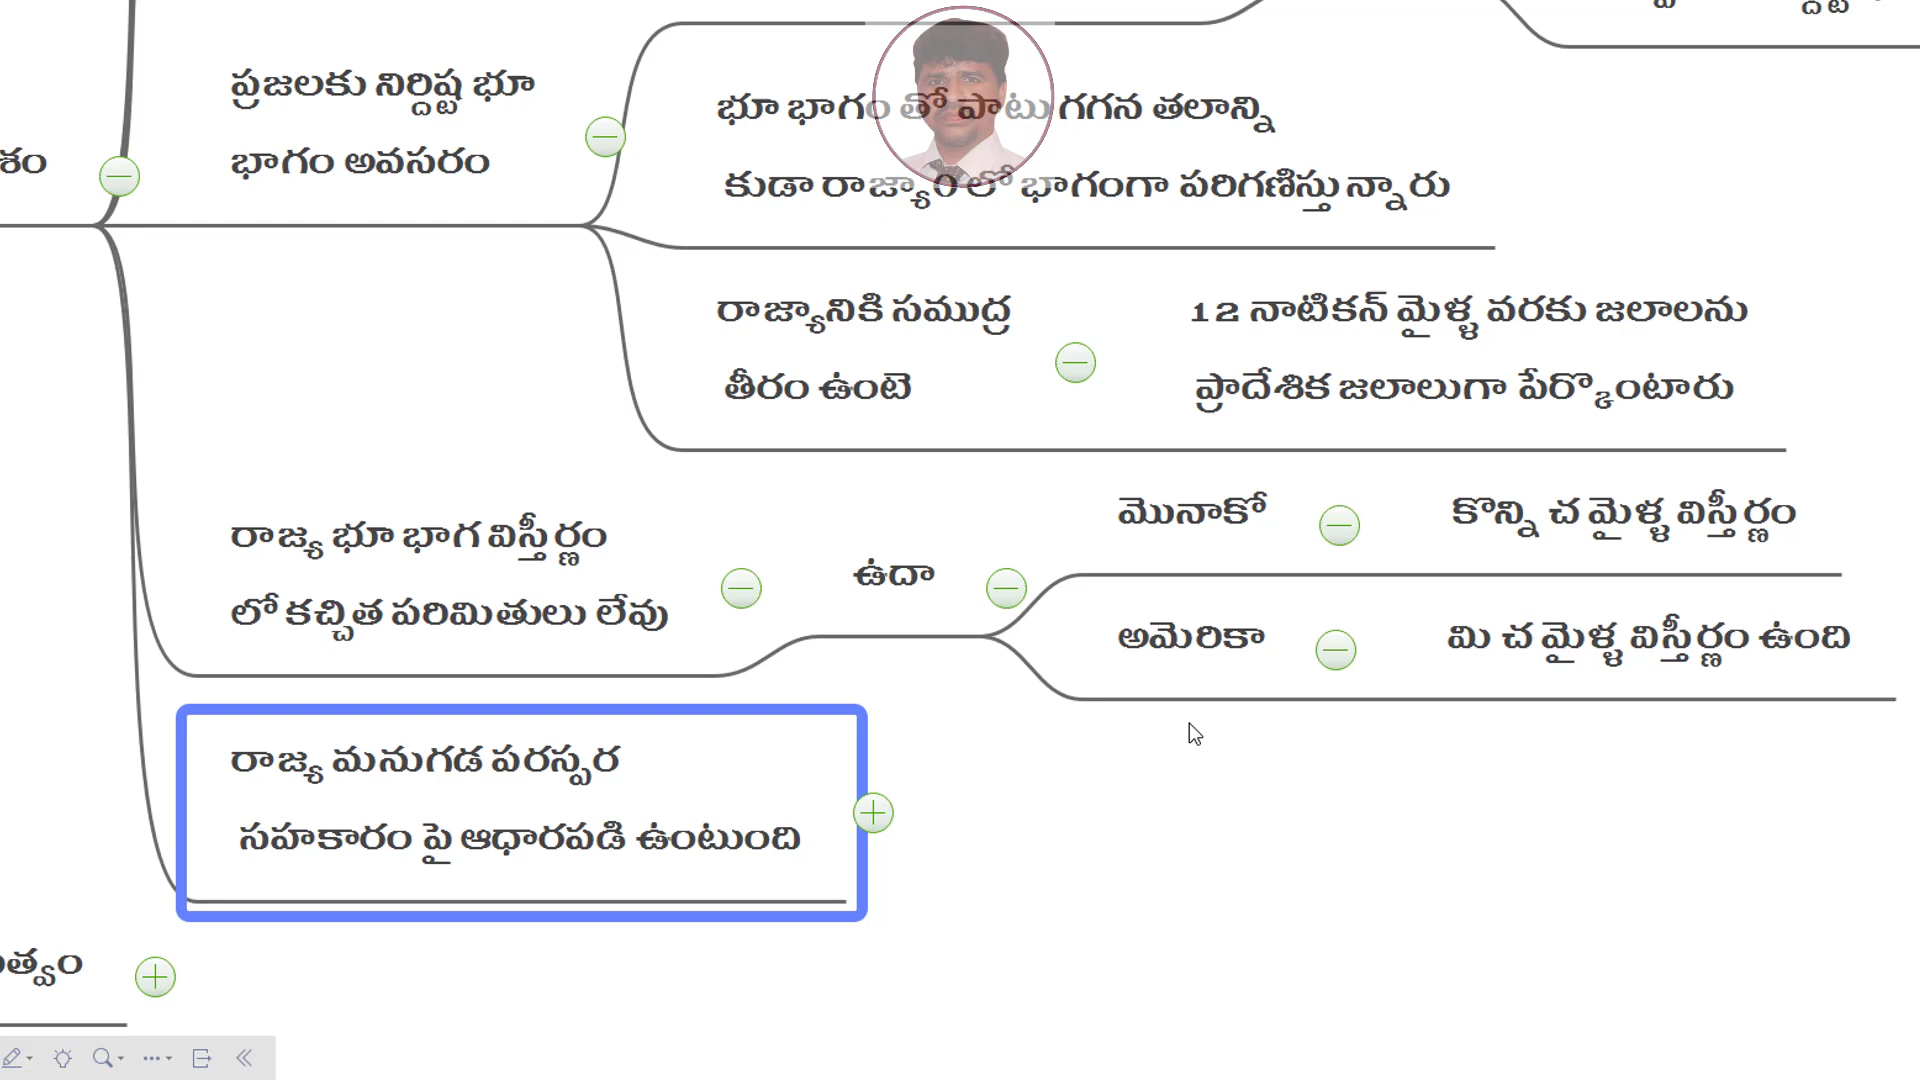 శం
ప్రజలకు నిర్దిష్ట భూ
భాగం అవసరం
భూ భాగం తో పాటు గగన తలాన్ని
కుడా రాజ్యాం లో భాగంగా పరిగణిస్తున్నారు
రాజ్యానికి సముద్ర
తీరం ఉంటె
12 నాటికన్ మైళ్ళ వరకు జలాలను
ప్రాదేశిక జలాలుగా పేర్కొంటారు
రాజ్య భూ భాగ విస్తీర్ణం
లో కచ్చిత పరిమితులు లేవు
ఉదా
మొనాకో
కొన్ని చ మైళ్ళ విస్తీర్ణం
అమెరికా
మి చ మైళ్ళ విస్తీర్ణం ఉంది
రాజ్య మనుగడ పరస్పర
సహకారం పై ఆధారపడి ఉంటుంది
త్వం